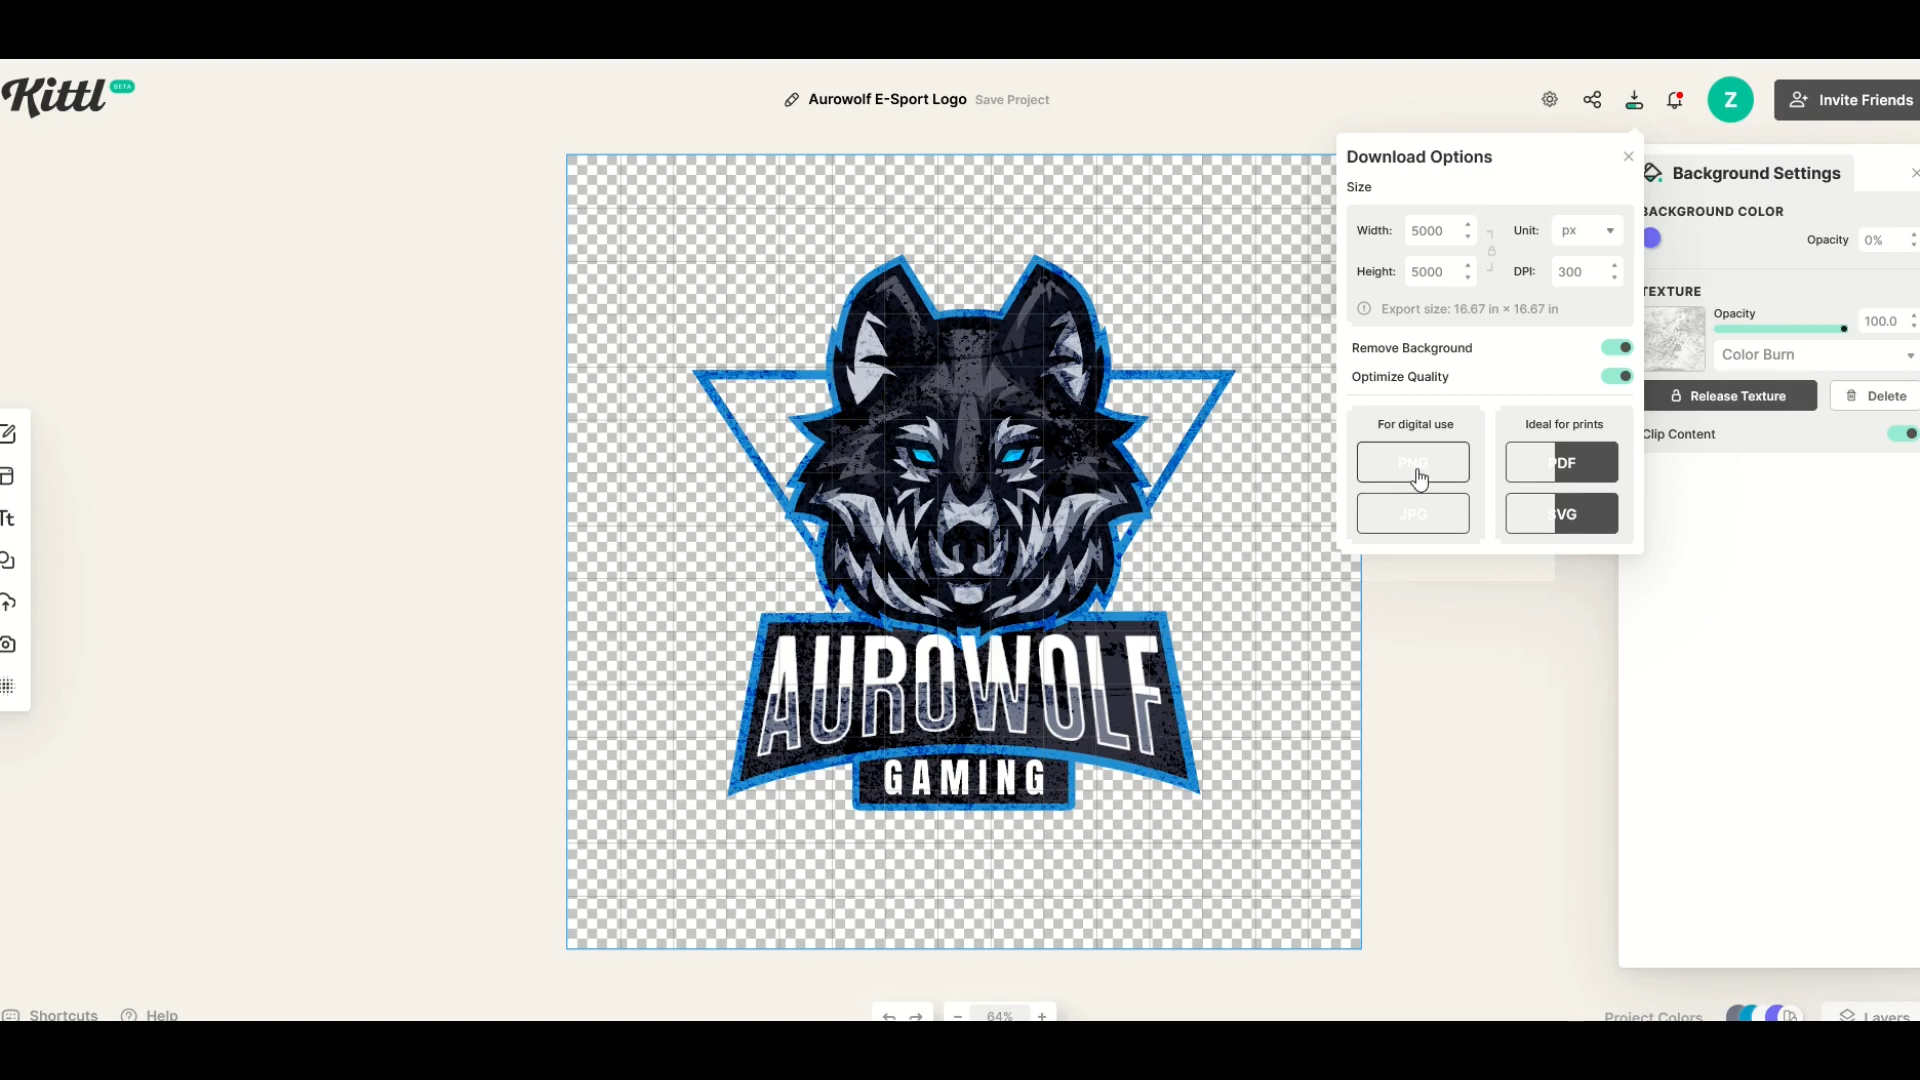 Kittl BETA
Aurowolf E-Sport Logo Save Project
Z
Invite Friends
Download Options
Size
Width: 5000 Unit: px
Height: 5000 DPI: 300
Export size: 16.67 in × 16.67 in
Remove Background
Optimize Quality
For digital use
PNG
JPG
Ideal for prints
PDF
SVG
Background Settings
BACKGROUND COLOR
Opacity 0%
TEXTURE
Opacity
100.0
Color Burn
Release Texture
Delete
Clip Content
Tt
AUROWOLF
GAMING
Shortcuts
Help
64%
Project Colors
Layers